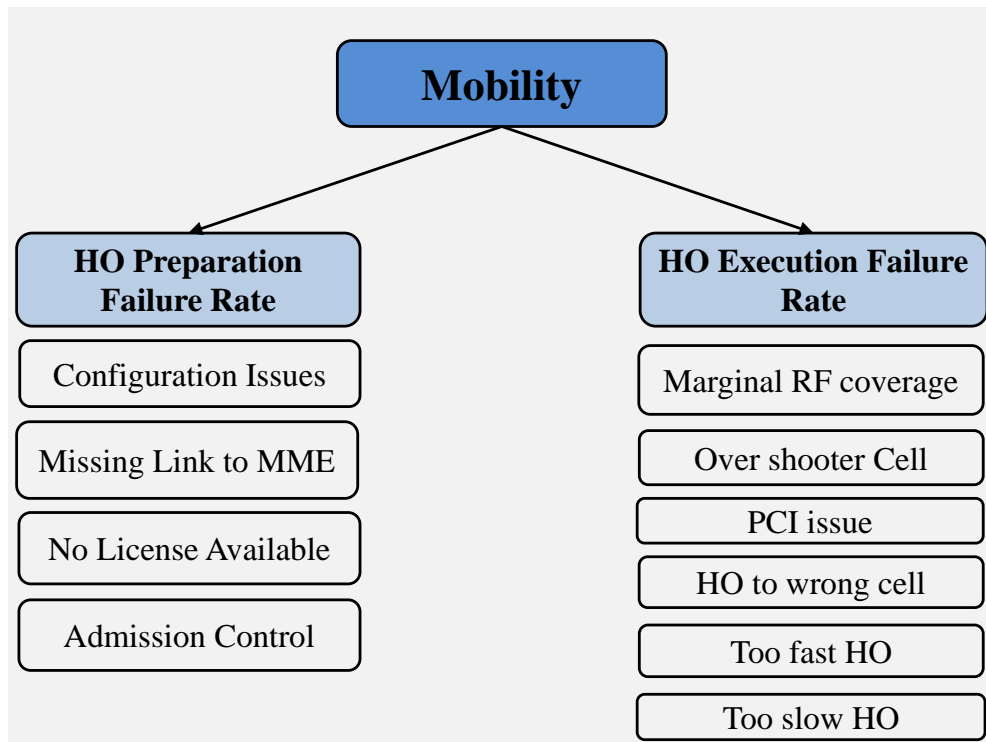 Mobility
HO Preparation
Failure Rate
Configuration Issues
Missing Link to MME
No License Available
Admission Control
HO Execution Failure
Rate
Marginal RF coverage
Over shooter Cell
PCI issue
HO to wrong cell
Too fast HO
Too slow HO